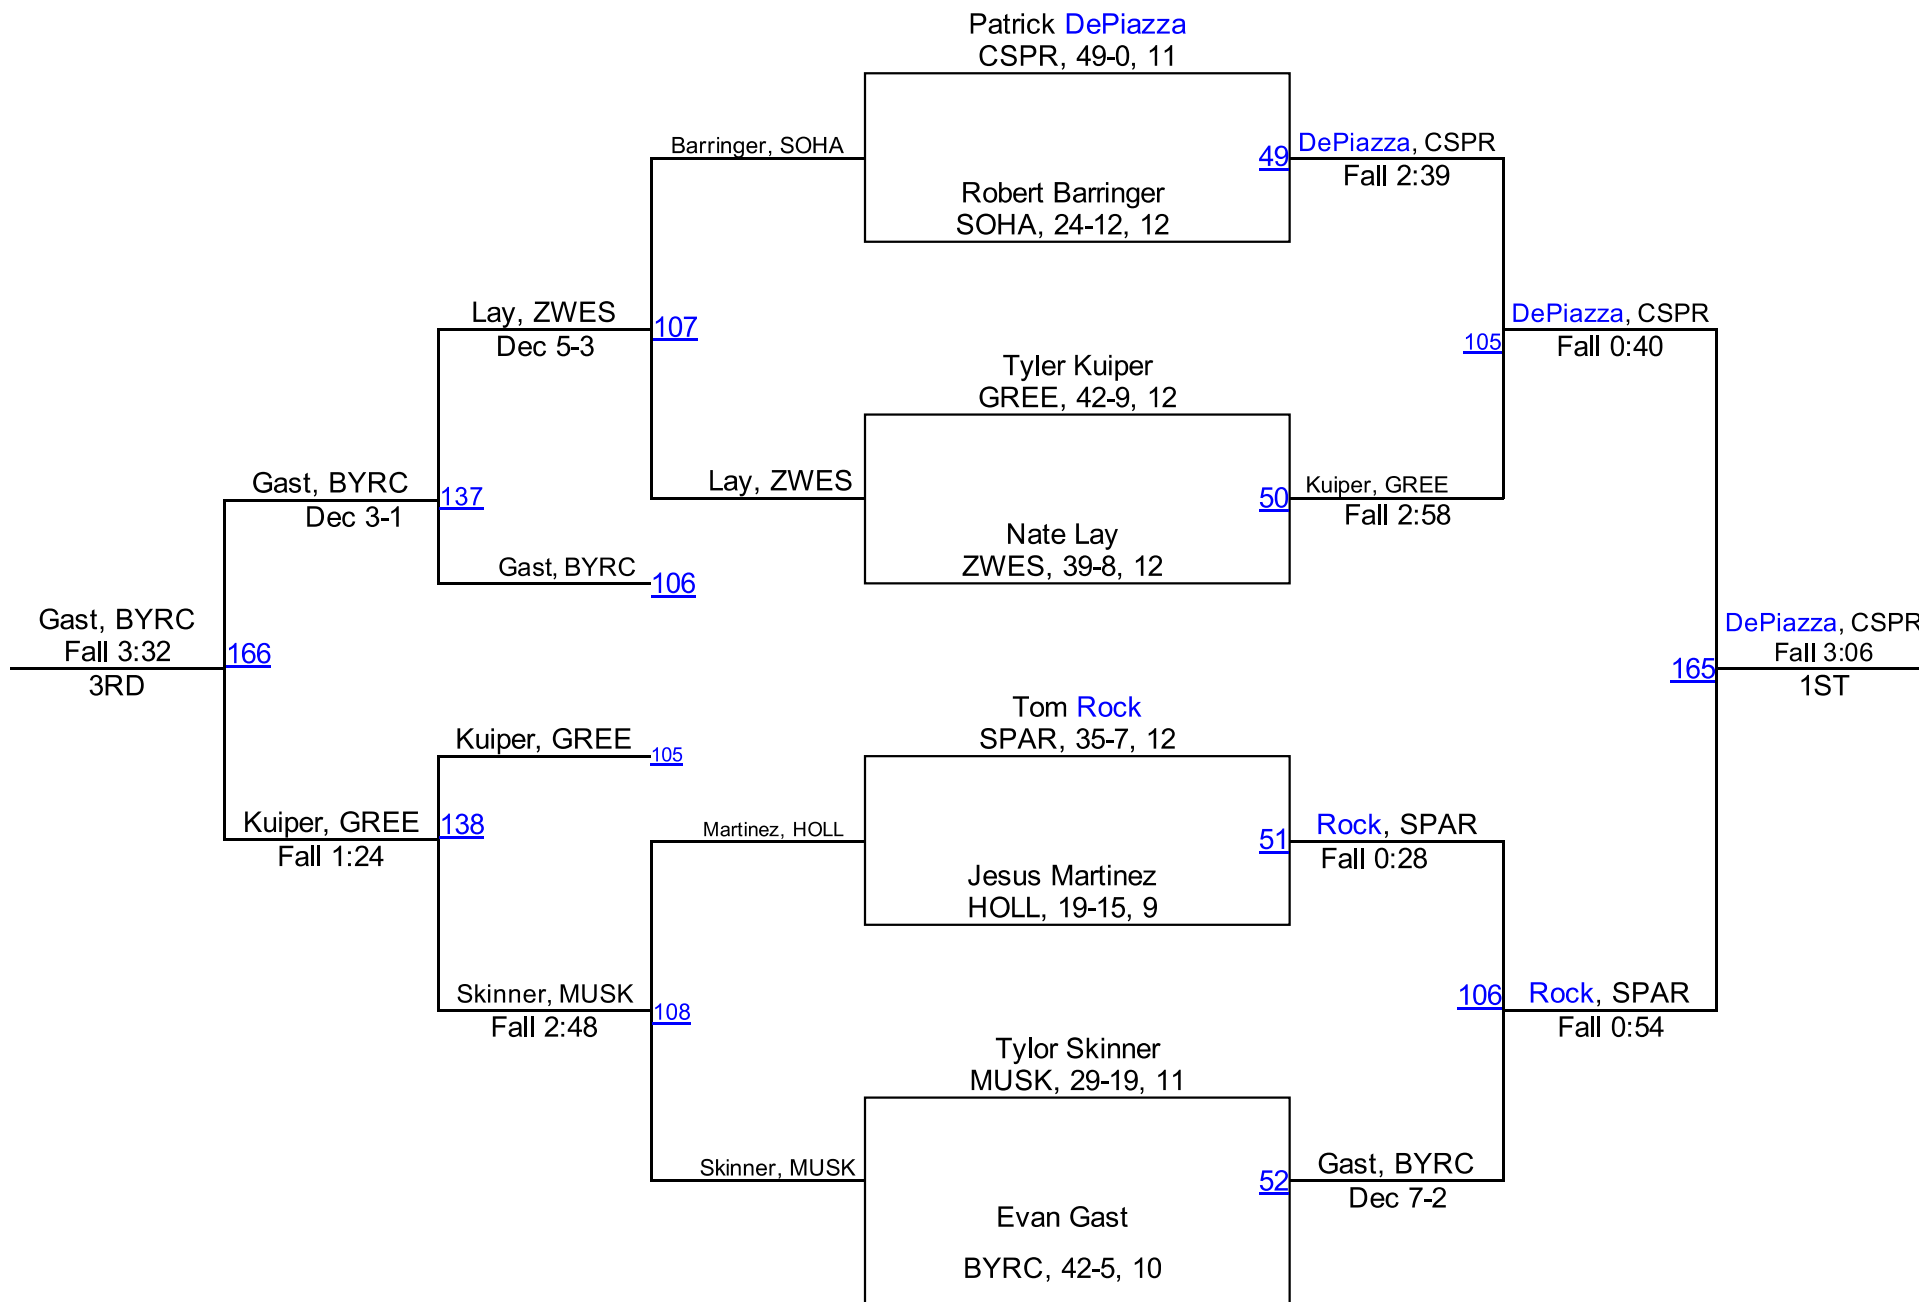 Patrick DePiazza
CSPR, 49-0, 11
Barringer, SOHA
49
DePiazza, CSPR
Fall 2:39
Robert Barringer
SOHA, 24-12, 12
Lay, ZWES
Dec 5-3
107
DePiazza, CSPR
Fall 0:40
105
Tyler Kuiper
GREE, 42-9, 12
Gast, BYRC
Dec 3-1
137
Lay, ZWES
50
Kuiper, GREE
Fall 2:58
Nate Lay
ZWES, 39-8, 12
Gast, BYRC
106
Gast, BYRC
Fall 3:32
3RD
166
DePiazza, CSPR
Fall 3:06
1ST
165
Tom Rock
SPAR, 35-7, 12
Kuiper, GREE
105
Kuiper, GREE
Fall 1:24
138
Martinez, HOLL
51
Rock, SPAR
Fall 0:28
Jesus Martinez
HOLL, 19-15, 9
Skinner, MUSK
Fall 2:48
108
106
Rock, SPAR
Fall 0:54
Tylor Skinner
MUSK, 29-19, 11
Skinner, MUSK
52
Gast, BYRC
Dec 7-2
Evan Gast
BYRC, 42-5, 10